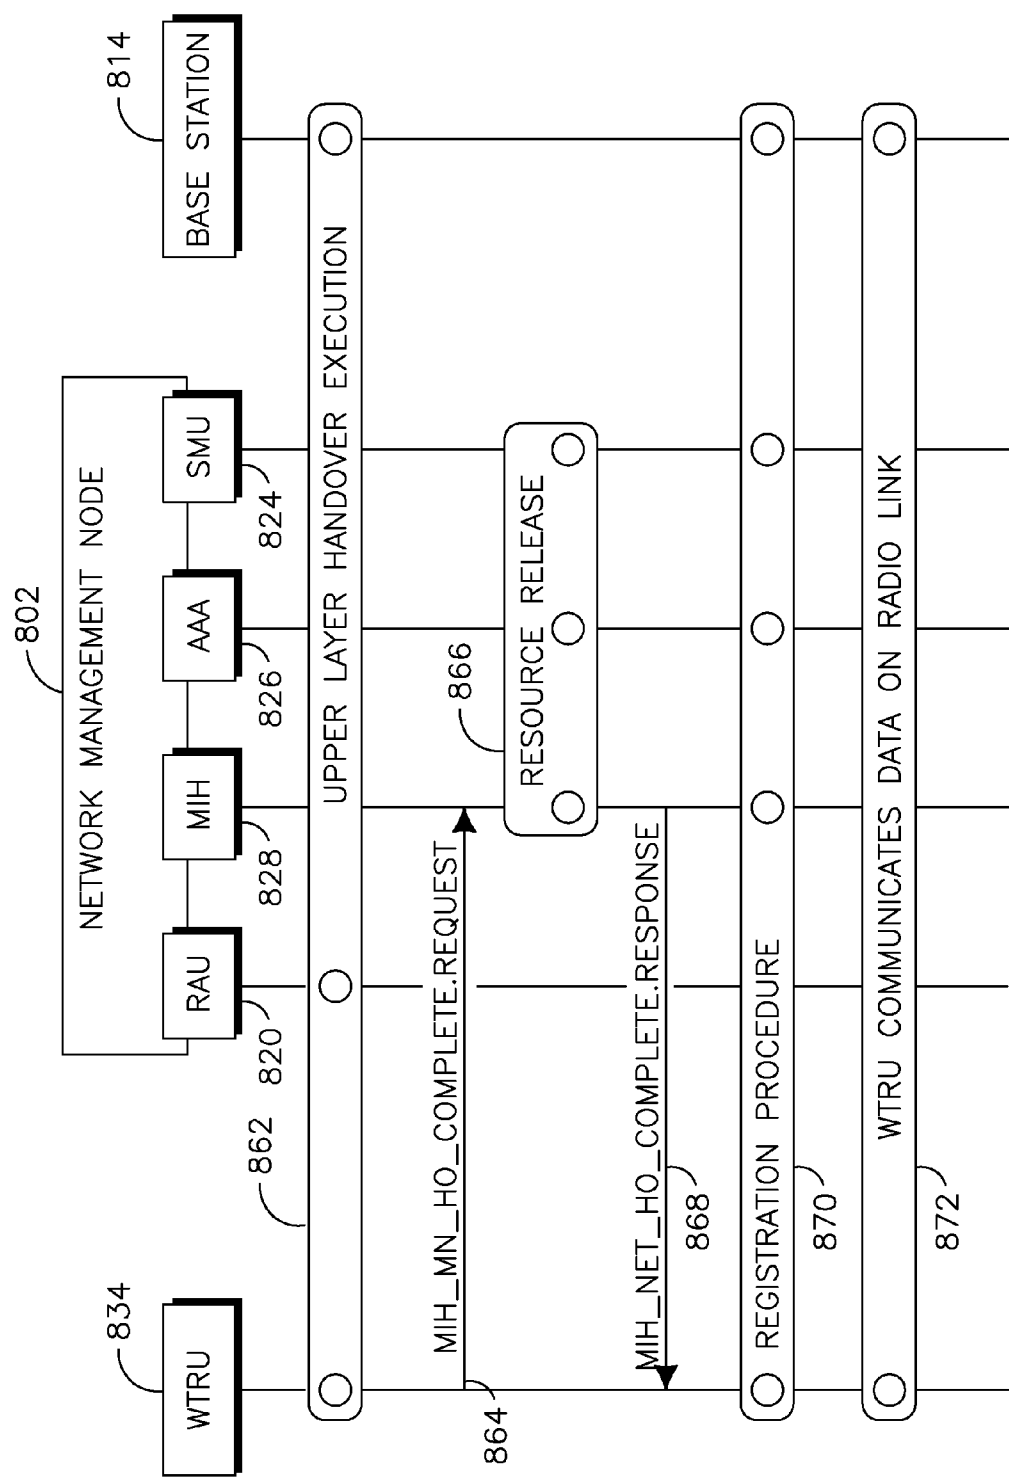 802
NETWORK MANAGEMENT NODE
834
814
WTRU
RAU
MIH
AAA
SMU
BASE STATION
820
828
826
824
862
UPPER LAYER HANDOVER EXECUTION
MIH_MN_HO_COMPLETE.REQUEST
864
866
RESOURCE RELEASE
MIH_NET_HO_COMPLETE.RESPONSE
868
REGISTRATION PROCEDURE
870
WTRU COMMUNICATES DATA ON RADIO LINK
872